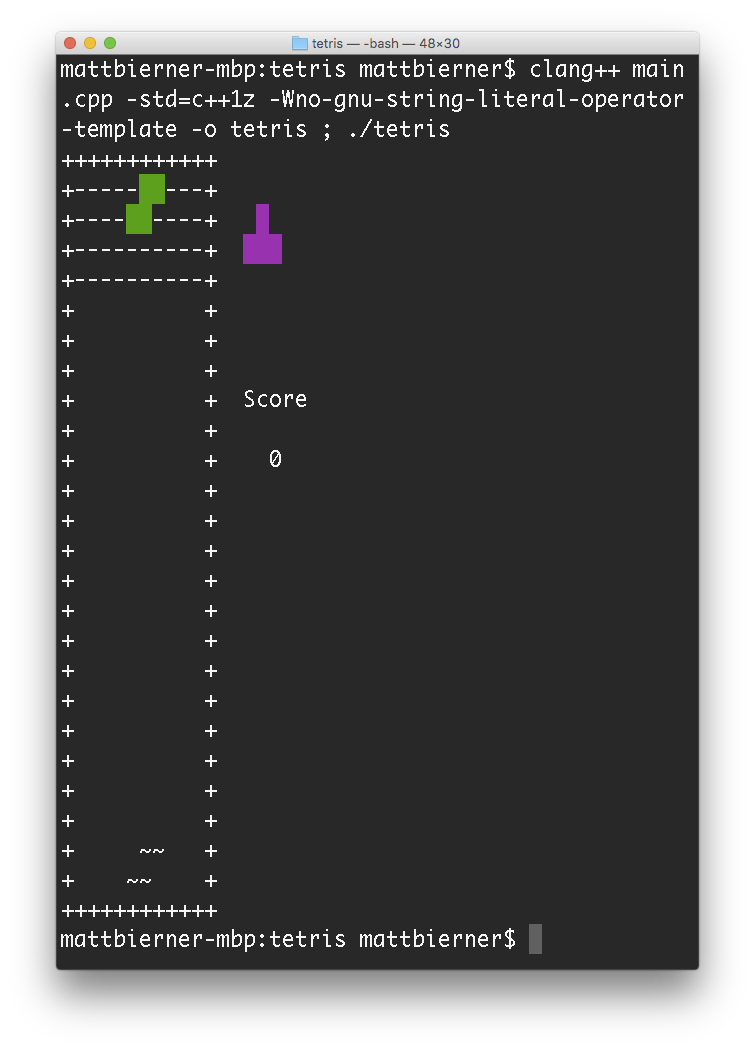 tetris — -bash — 48×30
mattbierner-mbp:tetris mattbierner$ clang++ main
.cpp -std=c++1z -Wno-gnu-string-literal-operator
-template -o tetris ; ./tetris
++++++++++++
+-----  ---+
+----  ----+
+----------+
+----------+
+          +
+          +
+          +
+          +  Score
+          +
+          +    0
+          +
+          +
+          +
+          +
+          +
+          +
+          +
+          +
+          +
+          +
+          +
+          +
+     ~~   +
+    ~~    +
++++++++++++
mattbierner-mbp:tetris mattbierner$